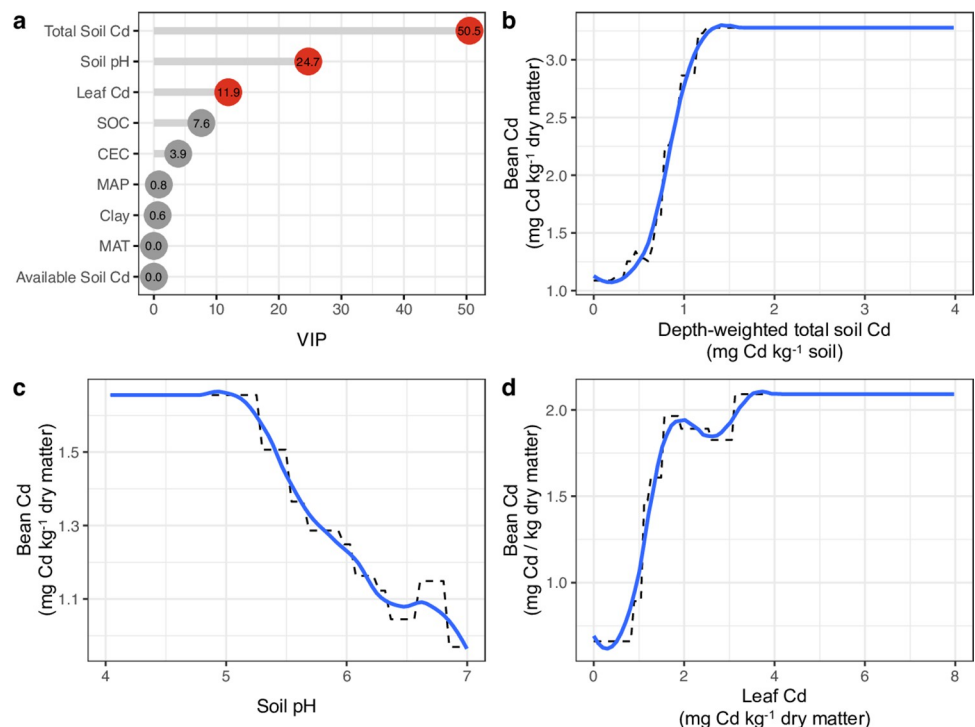 a
Total Soil Cd
50.5
Soil pH
24.7
Leaf Cd
11.9
SOC
7.6
CEC
3.9
MAP
0.8
Clay
0.6
MAT
0.0
Available Soil Cd
0.0
0 10 20 30 40 50
VIP
b
Bean Cd
(mg Cd kg⁻¹ dry matter)
3.0
2.5
2.0
1.5
1.0
0 1 2 3 4
Depth-weighted total soil Cd
(mg Cd kg⁻¹ soil)
c
Bean Cd
(mg Cd kg⁻¹ dry matter)
1.5
1.3
1.1
4 5 6 7
Soil pH
d
Bean Cd
(mg Cd / kg dry matter)
2.0
1.5
1.0
0 2 4 6 8
Leaf Cd
(mg Cd kg⁻¹ dry matter)